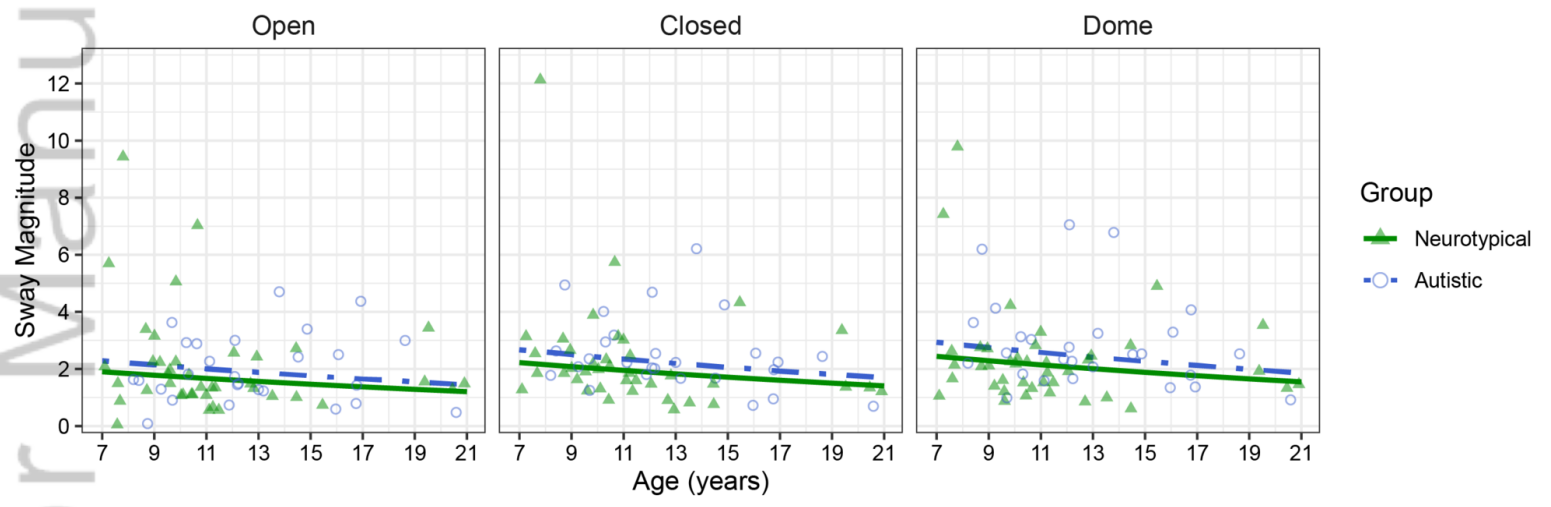 Open Closed Dome
Sway Magnitude
12
10
8
6
4
2
0
7 9 11 13 15 17 19 21 7 9 11 13 15 17 19 21 7 9 11 13 15 17 19 21
Age (years)
Group
Neurotypical
Autistic
r Manu